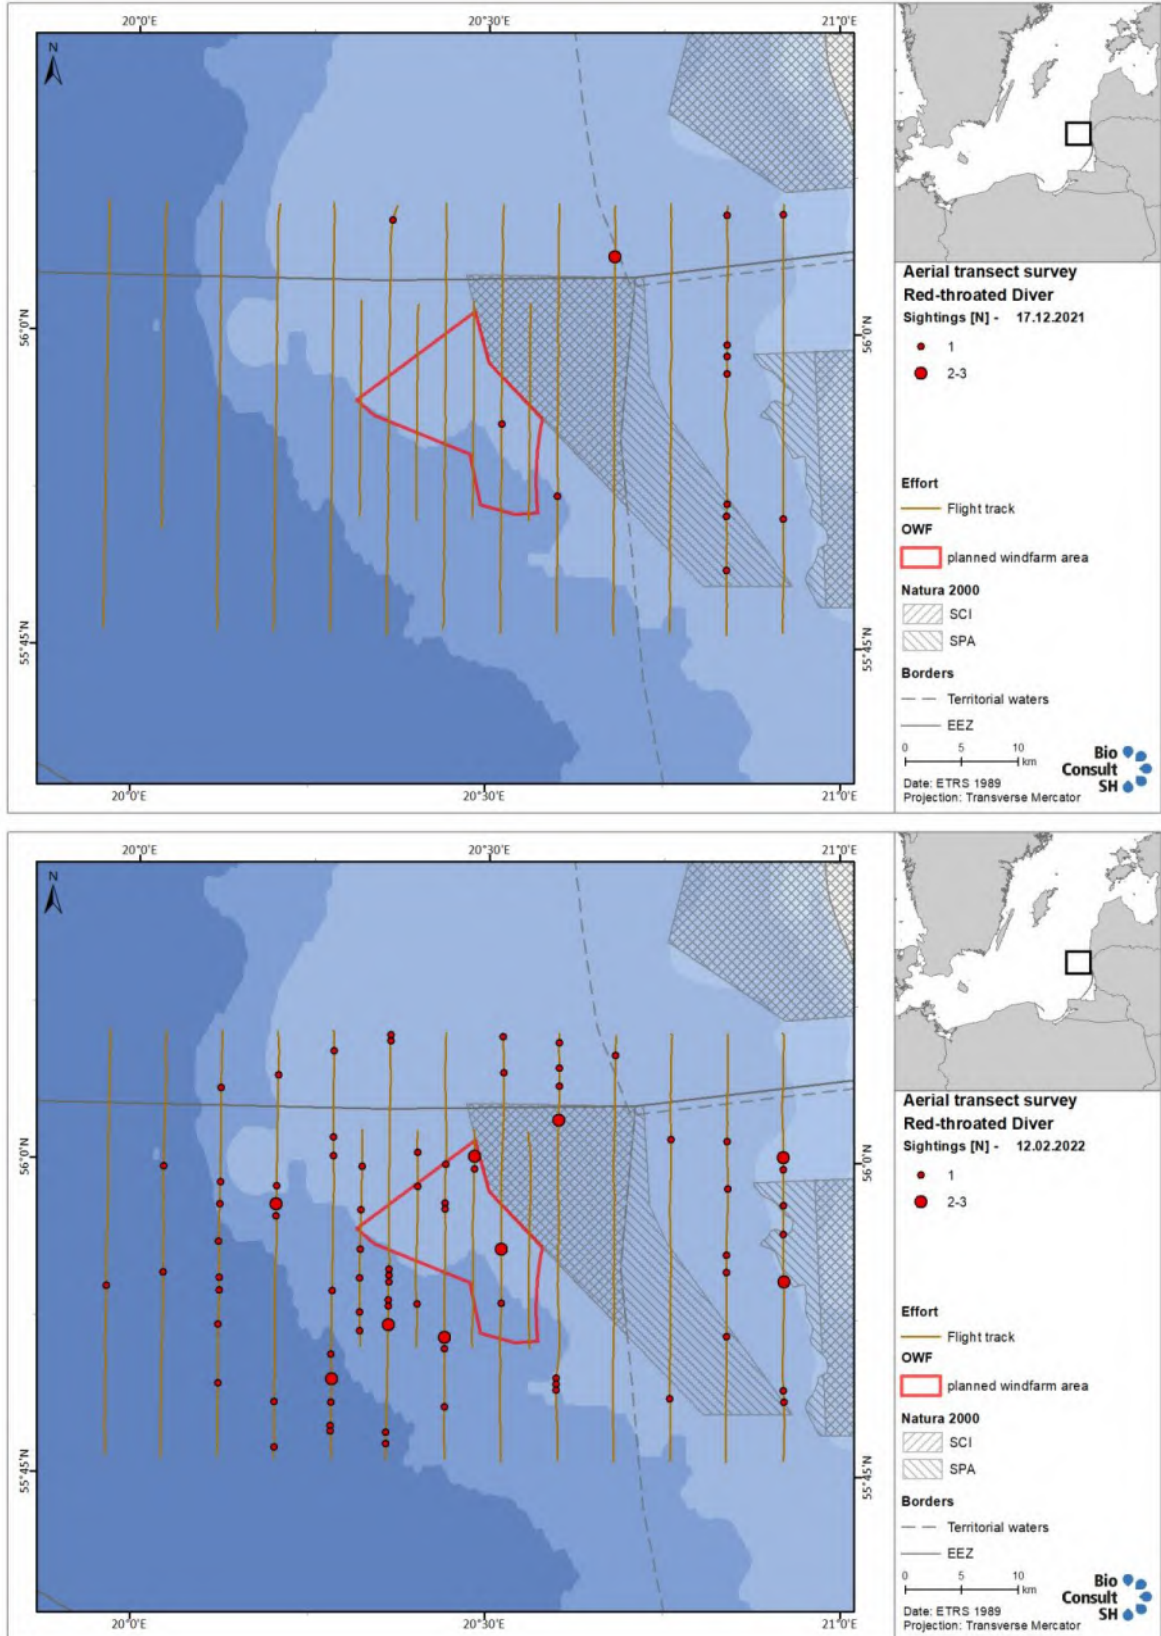 20°0'E 20°30'E 21°0'E
N
56°0'N 56°0'N
55°45'N 55°45'N
20°0'E 20°30'E 21°0'E
Aerial transect survey
Red-throated Diver
Sightings [N] - 17.12.2021
1
2-3
Effort
Flight track
OWF
planned windfarm area
Natura 2000
SCI
SPA
Borders
Territorial waters
EEZ
0 5 10
km
Bio
Consult
SH
Date: ETRS 1989
Projection: Transverse Mercator
20°0'E 20°30'E 21°0'E
N
56°0'N 56°0'N
55°45'N 55°45'N
20°0'E 20°30'E 21°0'E
Aerial transect survey
Red-throated Diver
Sightings [N] - 12.02.2022
1
2-3
Effort
Flight track
OWF
planned windfarm area
Natura 2000
SCI
SPA
Borders
Territorial waters
EEZ
0 5 10
km
Bio
Consult
SH
Date: ETRS 1989
Projection: Transverse Mercator